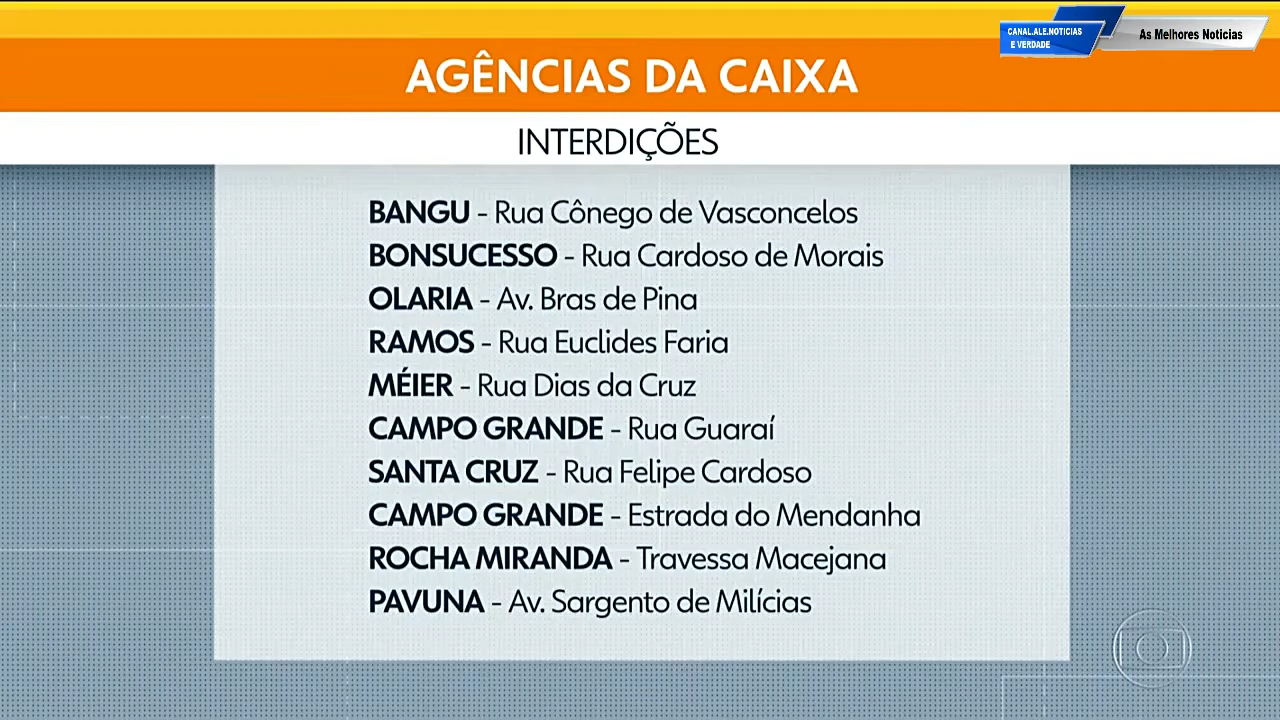 CANAL.ALE.NOTICIAS
E VERDADE
As Melhores Noticias
AGÊNCIAS DA CAIXA
INTERDIÇÕES
BANGU - Rua Cônego de Vasconcelos
BONSUCESSO - Rua Cardoso de Morais
OLARIA - Av. Bras de Pina
RAMOS - Rua Euclides Faria
MÉIER - Rua Dias da Cruz
CAMPO GRANDE - Rua Guaraí
SANTA CRUZ - Rua Felipe Cardoso
CAMPO GRANDE - Estrada do Mendanha
ROCHA MIRANDA - Travessa Macejana
PAVUNA - Av. Sargento de Milícias